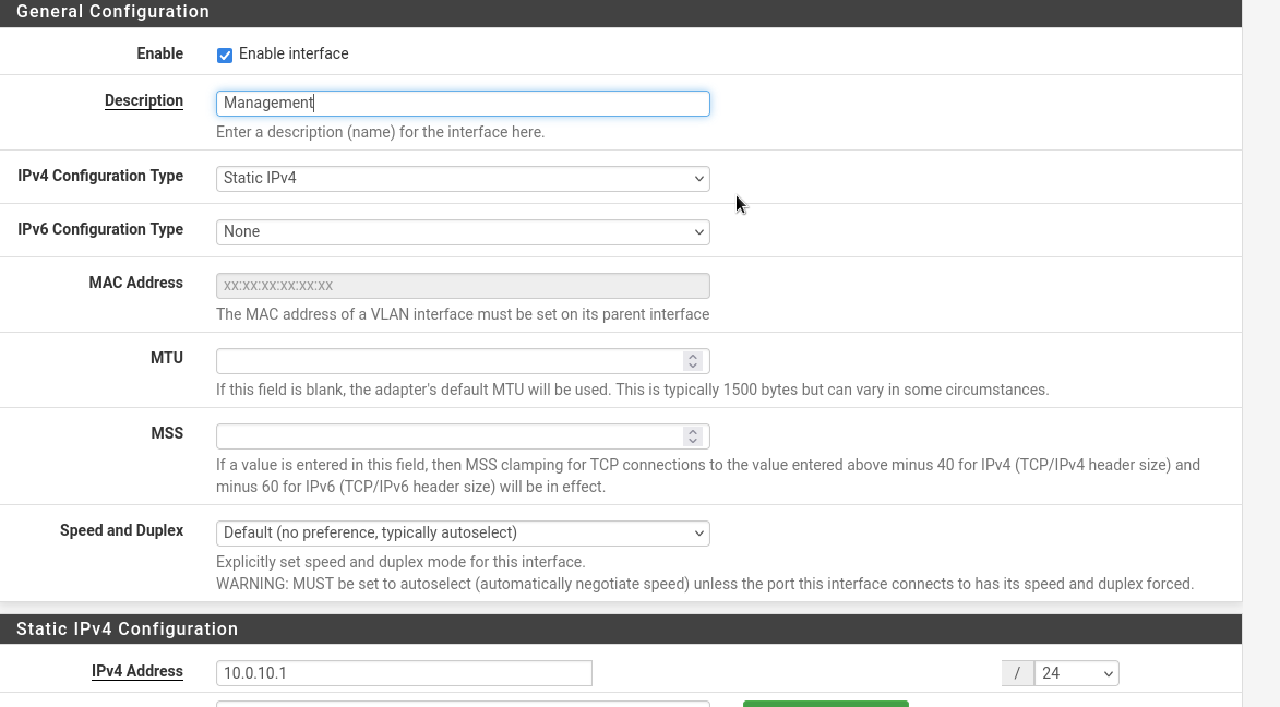 General Configuration
Enable
Enable interface
Description
Management
Enter a description (name) for the interface here.
IPv4 Configuration Type
Static IPv4
IPv6 Configuration Type
None
MAC Address
xx:xx:xx:xx:xx:xx
The MAC address of a VLAN interface must be set on its parent interface
MTU
If this field is blank, the adapter's default MTU will be used. This is typically 1500 bytes but can vary in some circumstances.
MSS
If a value is entered in this field, then MSS clamping for TCP connections to the value entered above minus 40 for IPv4 (TCP/IPv4 header size) and
minus 60 for IPv6 (TCP/IPv6 header size) will be in effect.
Speed and Duplex
Default (no preference, typically autoselect)
Explicitly set speed and duplex mode for this interface.
WARNING: MUST be set to autoselect (automatically negotiate speed) unless the port this interface connects to has its speed and duplex forced.
Static IPv4 Configuration
IPv4 Address
10.0.10.1
/
24